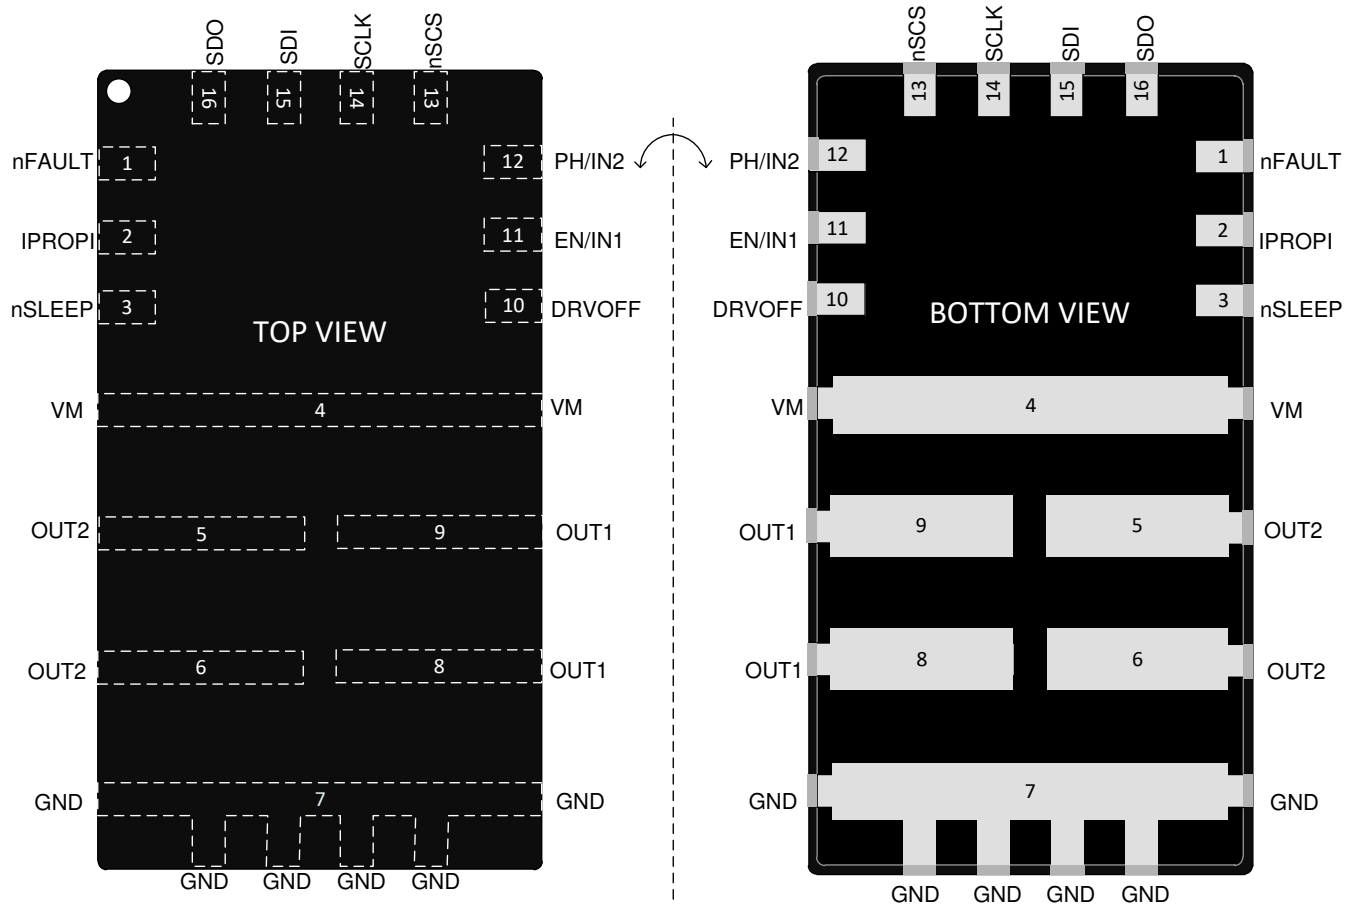 SDO
SDI
SCLK
nSCS
16
15
14
13
nFAULT
1
12
PH/IN2
IPROPI
2
11
EN/IN1
nSLEEP
3
10
DRVOFF
TOP VIEW
VM
4
VM
OUT2
5
9
OUT1
OUT2
6
8
OUT1
GND
7
GND
GND
GND
GND
GND
nSCS
SCLK
SDI
SDO
13
14
15
16
PH/IN2
12
1
nFAULT
EN/IN1
11
2
IPROPI
DRVOFF
10
3
nSLEEP
BOTTOM VIEW
VM
4
VM
OUT1
9
5
OUT2
OUT1
8
6
OUT2
GND
7
GND
GND
GND
GND
GND